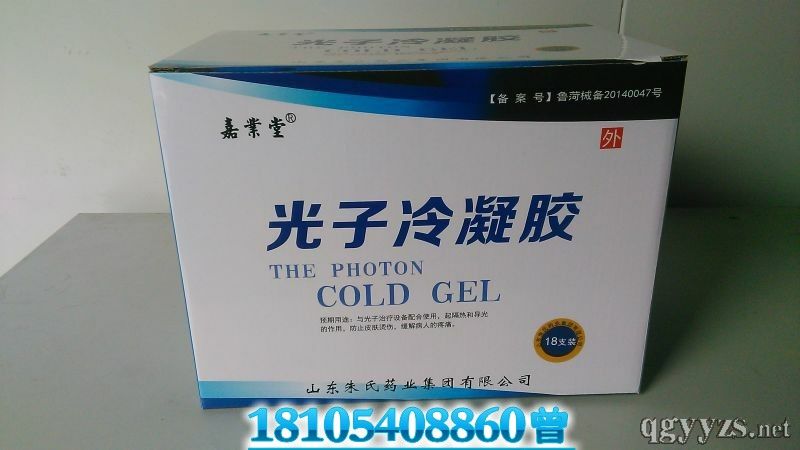 嘉業堂
光子冷凝胶
【备 案 号】鲁菏械备20140047号
嘉業堂®
外
光子冷凝胶
THE PHOTON
COLD GEL
预期用途：与光子治疗设备配合使用，起隔热和导光
的作用，防止皮肤烫伤，缓解病人的疼痛。
18支装
山东朱氏药业集团有限公司
18105408860曾
qgyyzs.net